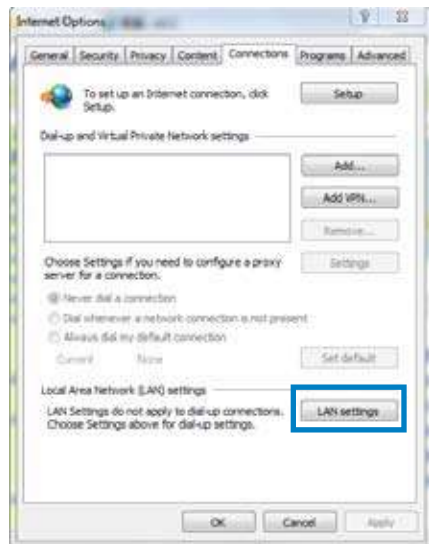 Internet Options
General Security Privacy Content Connections Programs Advanced
To set up an Internet connection, click
Setup.
Setup
Dial-up and Virtual Private Network settings
Add...
Add VPN...
Remove...
Choose Settings if you need to configure a proxy
server for a connection.
Settings
Never dial a connection
Dial whenever a network connection is not present
Always dial my default connection
Current None
Set default
Local Area Network (LAN) settings
LAN Settings do not apply to dial-up connections.
Choose Settings above for dial-up settings.
LAN settings
OK Cancel Apply